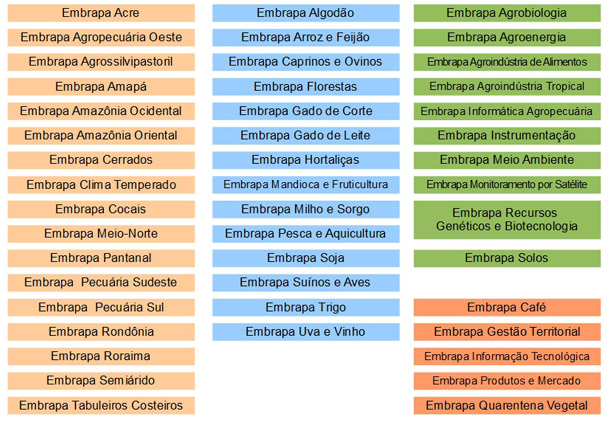 Embrapa Acre
Embrapa Agropecuária Oeste
Embrapa Agrossilvipastoril
Embrapa Amapá
Embrapa Amazônia Ocidental
Embrapa Amazônia Oriental
Embrapa Cerrados
Embrapa Clima Temperado
Embrapa Cocais
Embrapa Meio-Norte
Embrapa Pantanal
Embrapa Pecuária Sudeste
Embrapa Pecuária Sul
Embrapa Rondônia
Embrapa Roraima
Embrapa Semiárido
Embrapa Tabuleiros Costeiros
Embrapa Algodão
Embrapa Arroz e Feijão
Embrapa Caprinos e Ovinos
Embrapa Florestas
Embrapa Gado de Corte
Embrapa Gado de Leite
Embrapa Hortaliças
Embrapa Mandioca e Fruticultura
Embrapa Milho e Sorgo
Embrapa Pesca e Aquicultura
Embrapa Soja
Embrapa Suínos e Aves
Embrapa Trigo
Embrapa Uva e Vinho
Embrapa Agrobiologia
Embrapa Agroenergia
Embrapa Agroindústria de Alimentos
Embrapa Agroindústria Tropical
Embrapa Informática Agropecuária
Embrapa Instrumentação
Embrapa Meio Ambiente
Embrapa Monitoramento por Satélite
Embrapa Recursos
Genéticos e Biotecnologia
Embrapa Solos
Embrapa Café
Embrapa Gestão Territorial
Embrapa Informação Tecnológica
Embrapa Produtos e Mercado
Embrapa Quarentena Vegetal